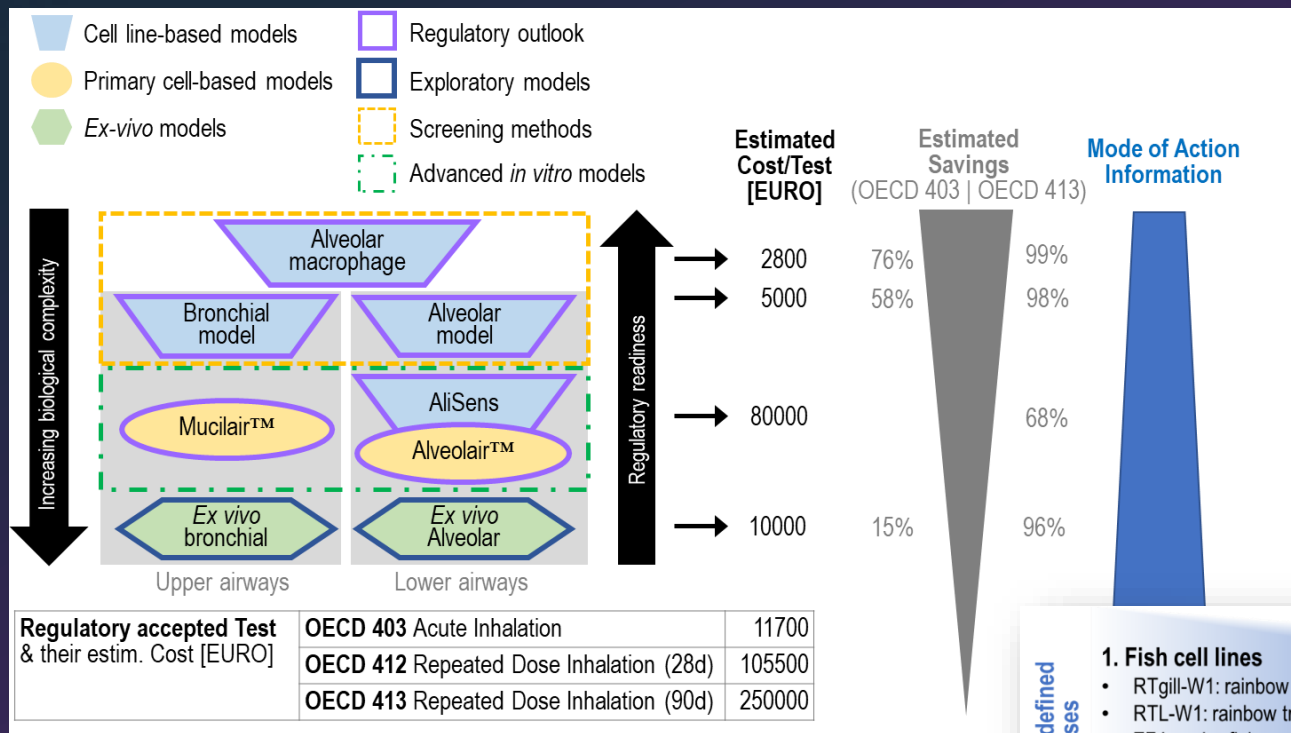 Cell line-based models
Primary cell-based models
Ex-vivo models
Regulatory outlook
Exploratory models
Screening methods
Advanced in vitro models
Estimated
Cost/Test
[EURO]
Estimated
Savings
(OECD 403 | OECD 413)
Mode of Action
Information
Increasing biological complexity
Alveolar
macrophage
Bronchial
model
Alveolar
model
Mucilair™
AliSens
Alveolair™
Ex vivo
bronchial
Ex vivo
Alveolar
Upper airways
Lower airways
Regulatory readiness
2800
76%
99%
5000
58%
98%
80000
68%
10000
15%
96%
Regulatory accepted Test
& their estim. Cost [EURO]
OECD 403 Acute Inhalation 11700
OECD 412 Repeated Dose Inhalation (28d) 105500
OECD 413 Repeated Dose Inhalation (90d) 250000
defined
1. Fish cell lines
• RTgill-W1: rainbow
• RTL-W1: rainbow